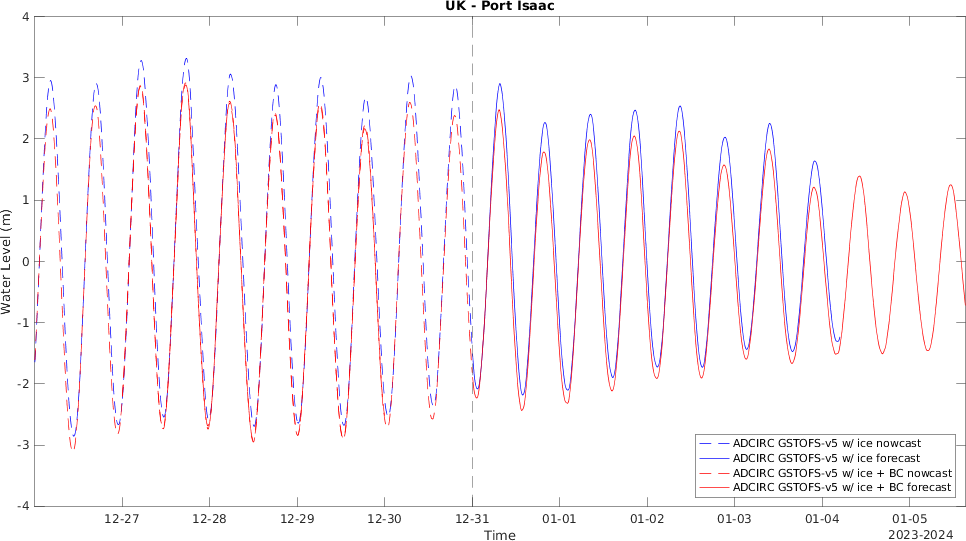 UK - Port Isaac
Water Level (m)
4
3
2
1
0
-1
-2
-3
-4
ADCIRC GSTOFS-v5 w/ ice nowcast
ADCIRC GSTOFS-v5 w/ ice forecast
ADCIRC GSTOFS-v5 w/ ice + BC nowcast
ADCIRC GSTOFS-v5 w/ ice + BC forecast
12-27 12-28 12-29 12-30 12-31 01-01 01-02 01-03 01-04 01-05
Time
2023-2024